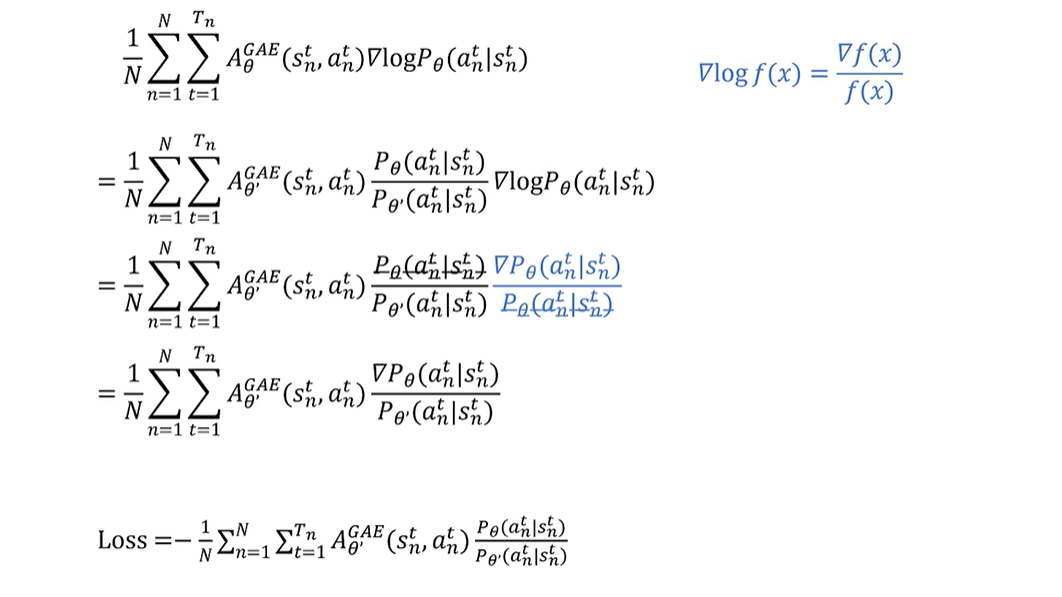 $\frac{1}{N}\sum_{n=1}^{N}\sum_{t=1}^{T_n} A_\theta^{GAE}(s_n^t, a_n^t)\nabla \log P_\theta(a_n^t|s_n^t)$
$\nabla \log f(x) = \frac{\nabla f(x)}{f(x)}$
$= \frac{1}{N}\sum_{n=1}^{N}\sum_{t=1}^{T_n} A_{\theta'}^{GAE}(s_n^t, a_n^t)\frac{P_\theta(a_n^t|s_n^t)}{P_{\theta'}(a_n^t|s_n^t)}\nabla \log P_\theta(a_n^t|s_n^t)$
$= \frac{1}{N}\sum_{n=1}^{N}\sum_{t=1}^{T_n} A_{\theta'}^{GAE}(s_n^t, a_n^t)\frac{P_\theta(a_n^t|s_n^t)}{P_{\theta'}(a_n^t|s_n^t)}\frac{\nabla P_\theta(a_n^t|s_n^t)}{P_\theta(a_n^t|s_n^t)}$
$= \frac{1}{N}\sum_{n=1}^{N}\sum_{t=1}^{T_n} A_{\theta'}^{GAE}(s_n^t, a_n^t)\frac{\nabla P_\theta(a_n^t|s_n^t)}{P_{\theta'}(a_n^t|s_n^t)}$
Loss $= -\frac{1}{N}\sum_{n=1}^{N}\sum_{t=1}^{T_n} A_{\theta'}^{GAE}(s_n^t, a_n^t)\frac{P_\theta(a_n^t|s_n^t)}{P_{\theta'}(a_n^t|s_n^t)}$